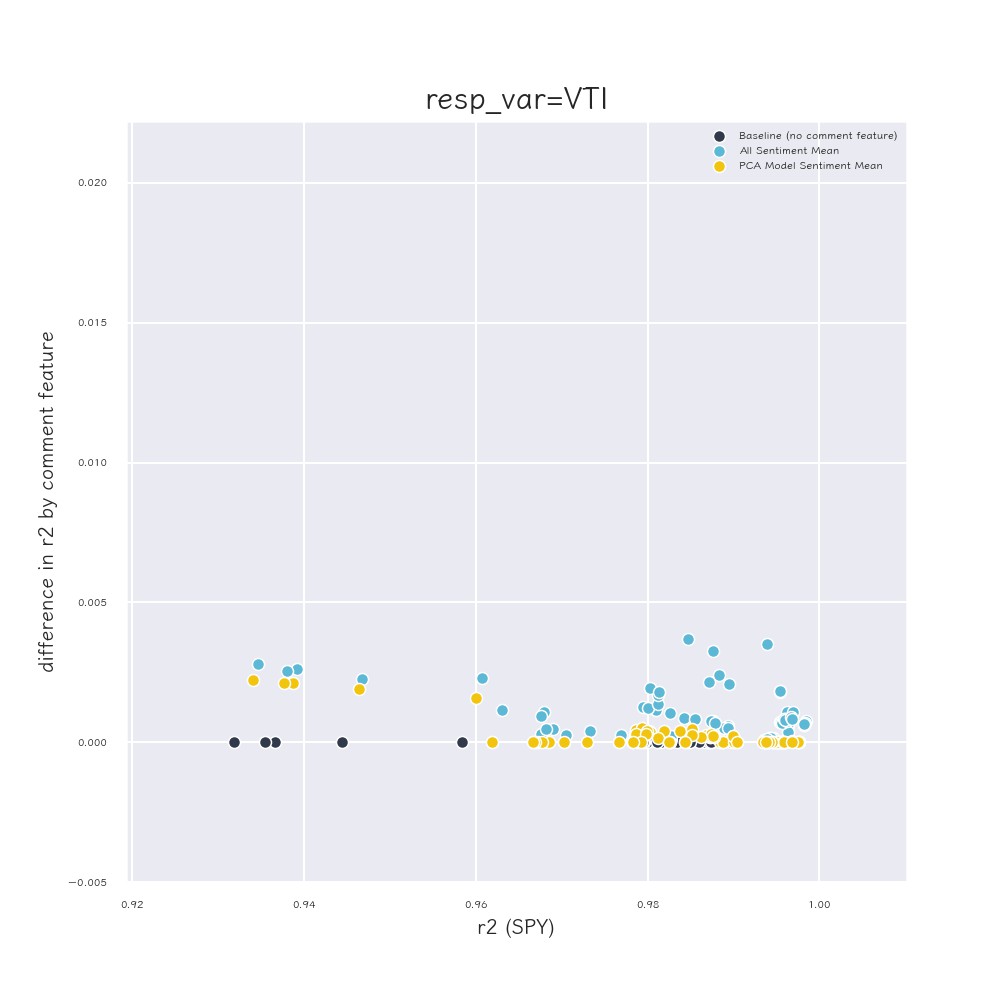 resp_var=VTI
Baseline (no comment feature)
All Sentiment Mean
PCA Model Sentiment Mean
difference in r2 by comment feature
0.020
0.015
0.010
0.005
0.000
−0.005
0.92 0.94 0.96 0.98 1.00
r2 (SPY)